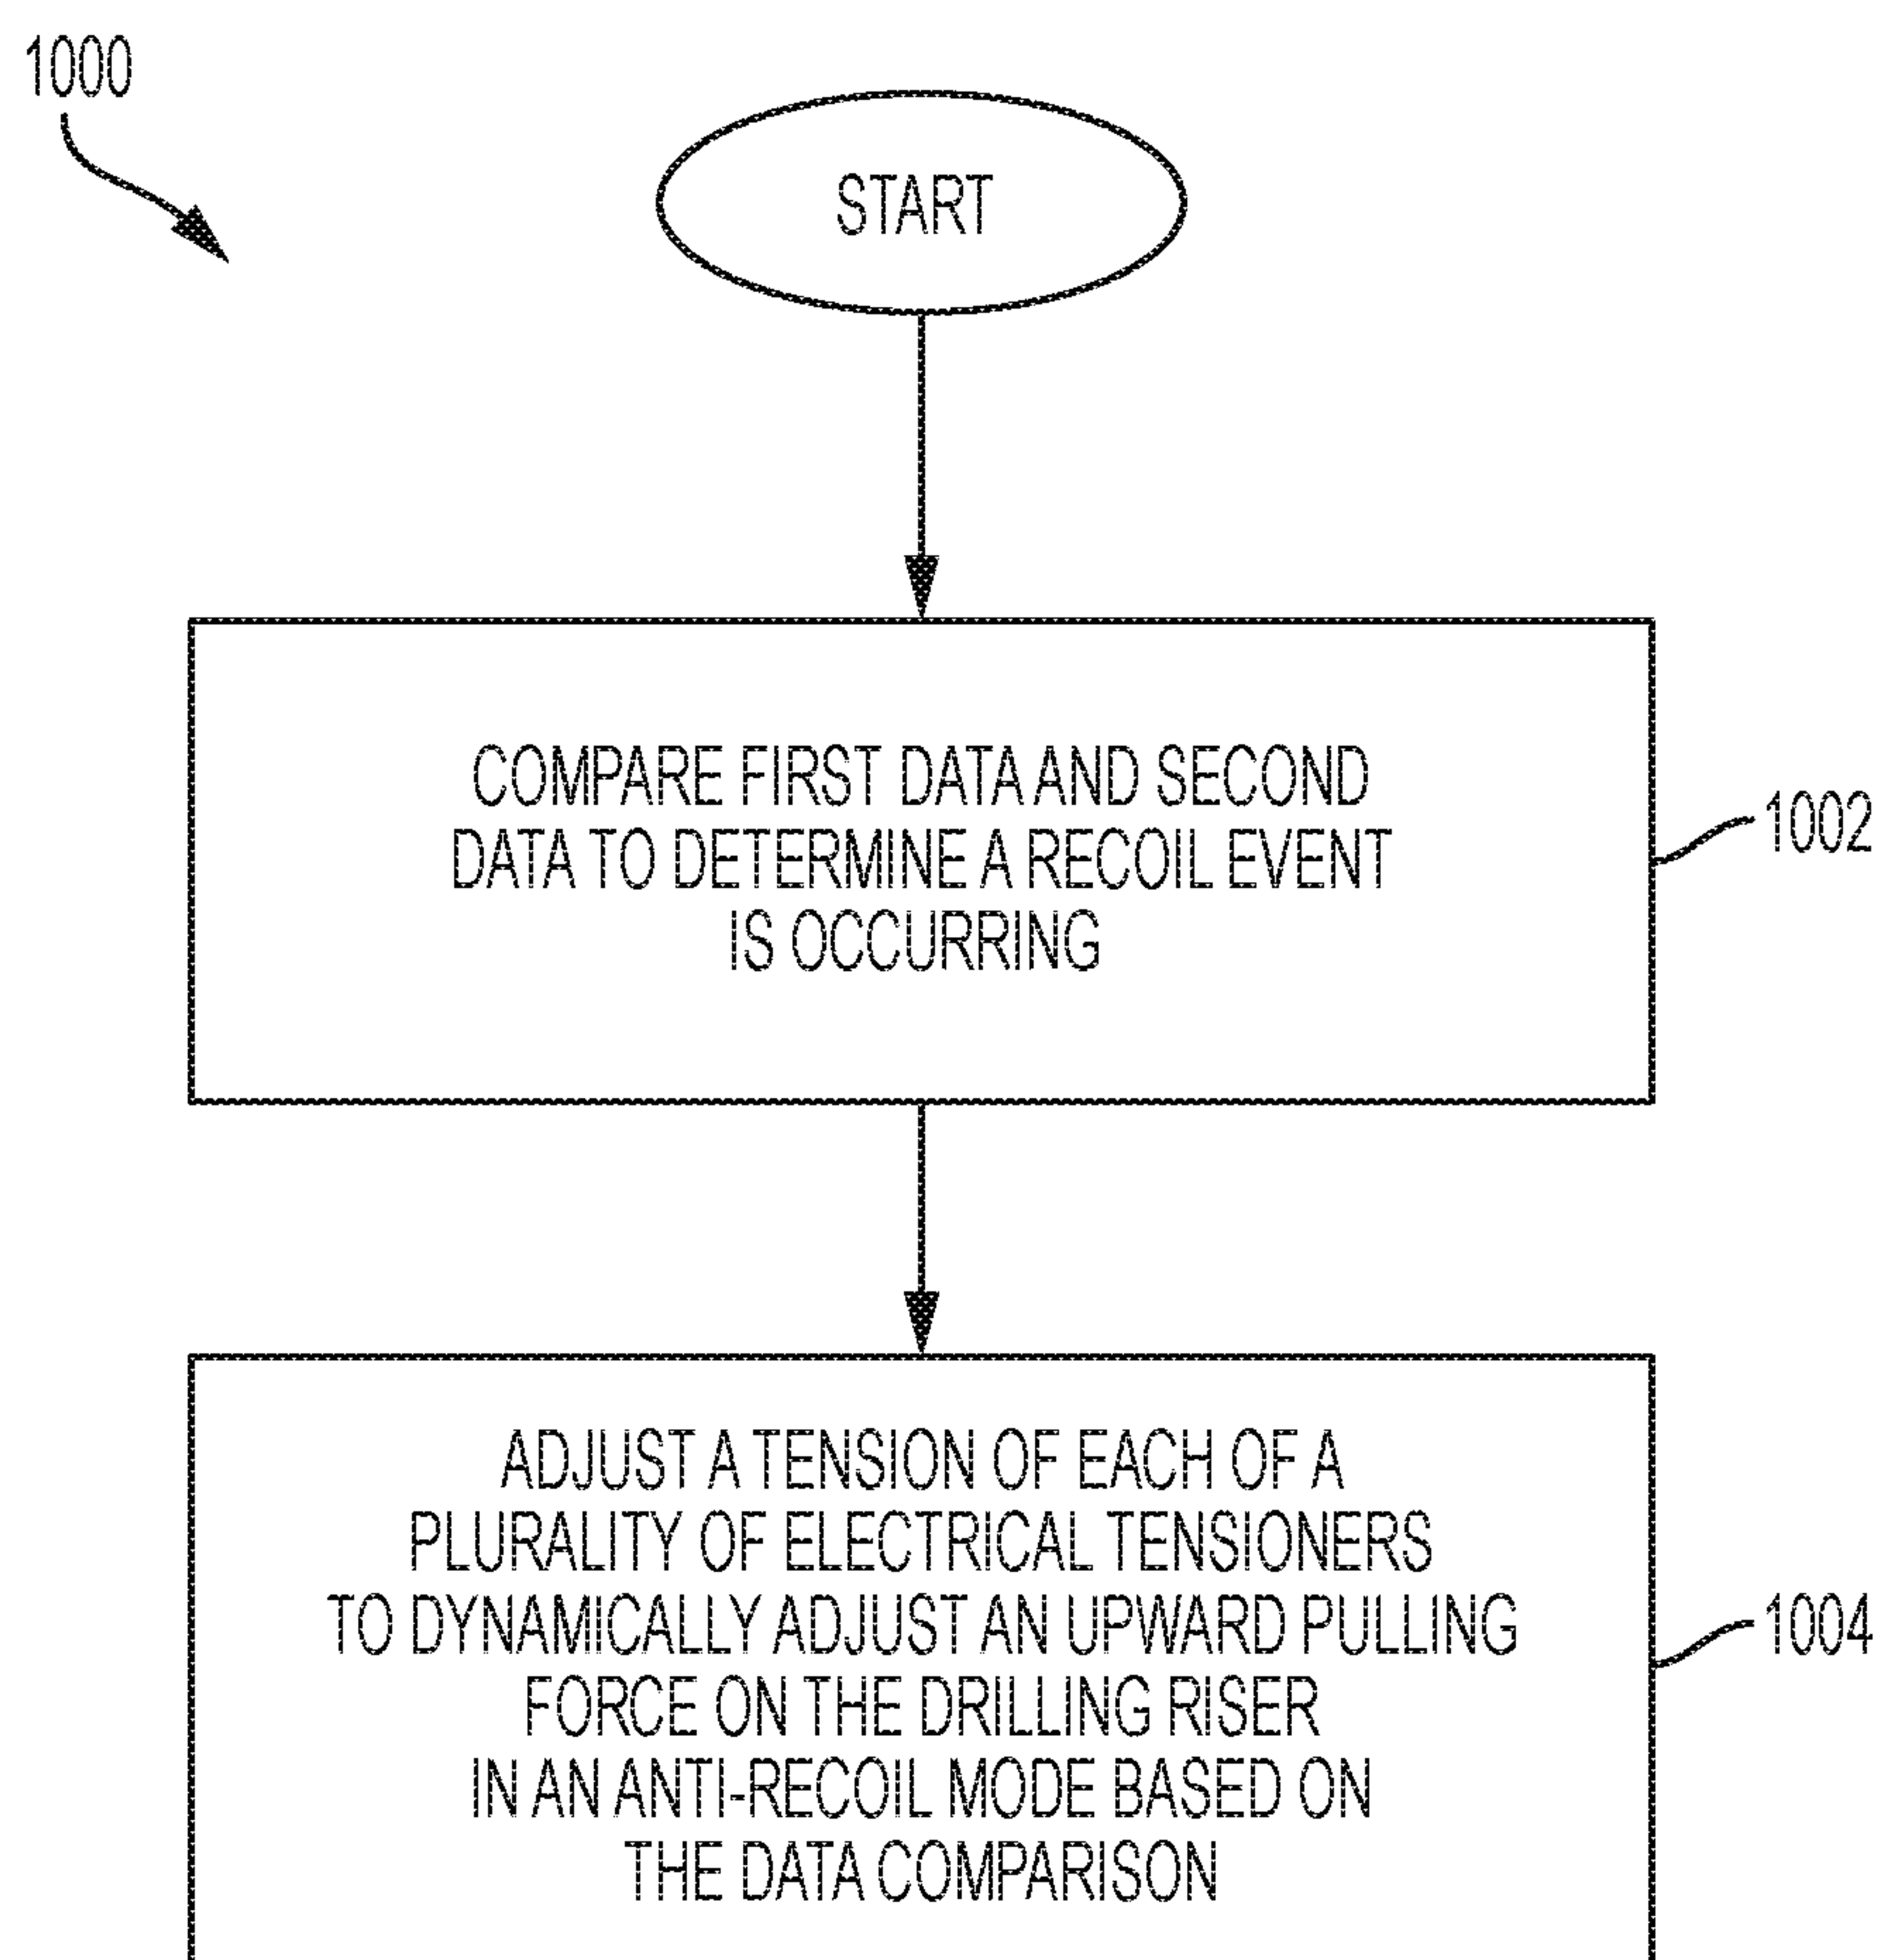 1000
START
COMPARE FIRST DATA AND SECOND
DATA TO DETERMINE A RECOIL EVENT
IS OCCURRING
1002
ADJUST A TENSION OF EACH OF A
PLURALITY OF ELECTRICAL TENSIONERS
TO DYNAMICALLY ADJUST AN UPWARD PULLING
FORCE ON THE DRILLING RISER
IN AN ANTI-RECOIL MODE BASED ON
THE DATA COMPARISON
1004